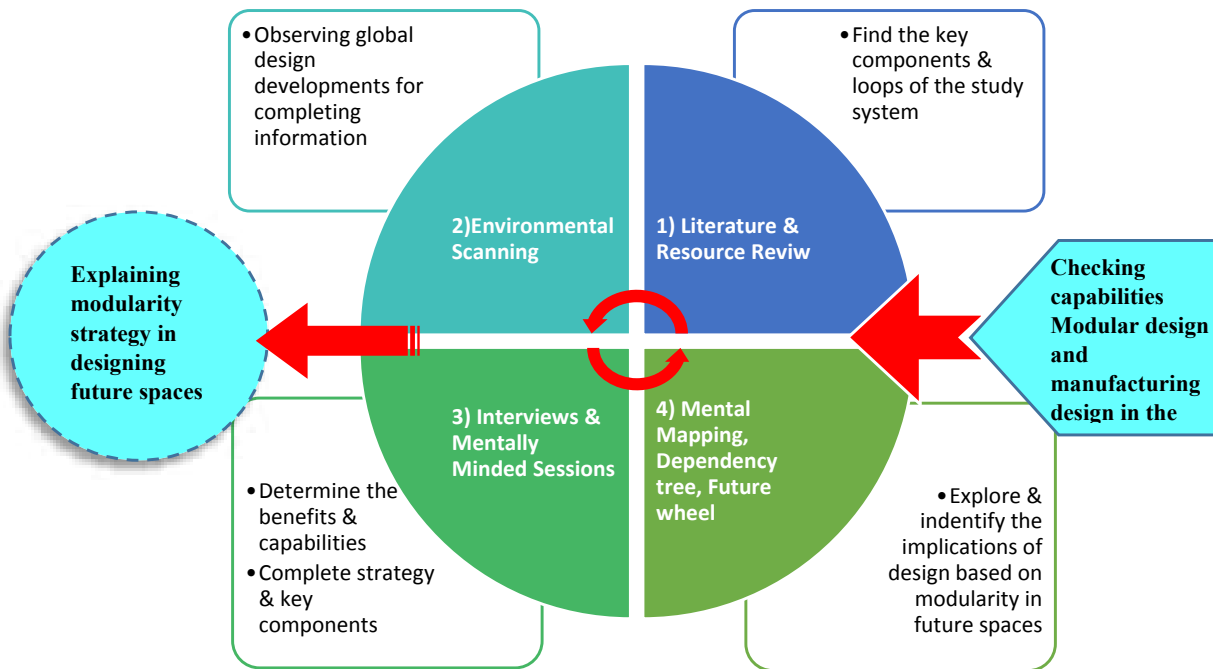 •Observing global
design
developments for
completing
information
•Find the key
components &
loops of the study
system
2)Environmental
Scanning
1) Literature &
Resource Reviw
Explaining
modularity
strategy in
designing
future spaces
Checking
capabilities
Modular design
and
manufacturing
design in the
3) Interviews &
Mentally
Minded Sessions
4) Mental
Mapping,
Dependency
tree, Future
wheel
•Determine the
benefits &
capabilities
•Complete strategy
& key
components
•Explore &
indentify the
implications of
design based on
modularity in
future spaces